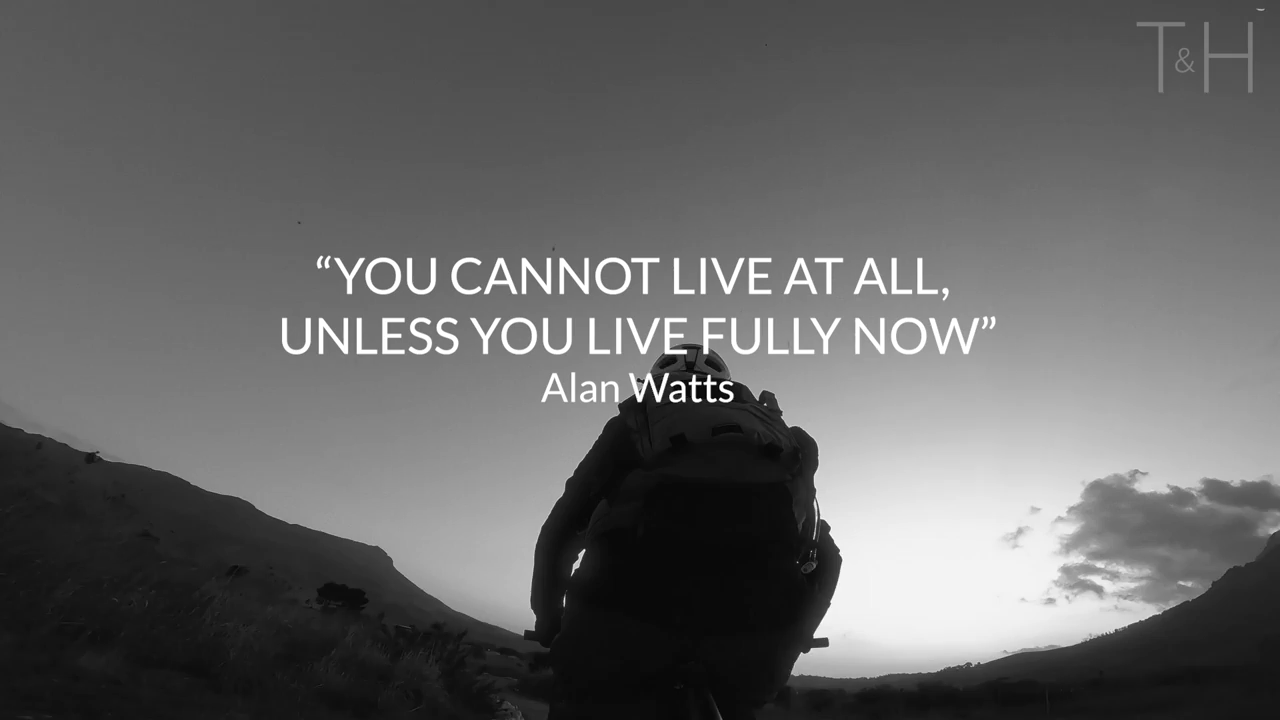 T&H
“YOU CANNOT LIVE AT ALL,
UNLESS YOU LIVE FULLY NOW”
Alan Watts